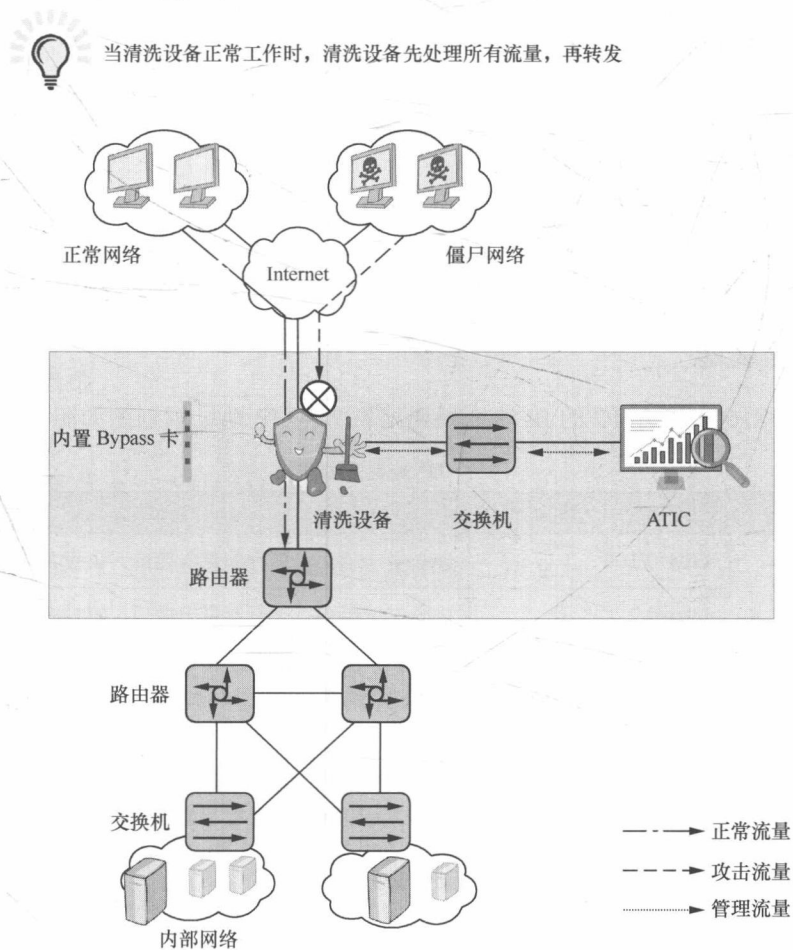 当清洗设备正常工作时，清洗设备先处理所有流量，再转发
正常网络
僵尸网络
Internet
内置 Bypass 卡
清洗设备
交换机
ATIC
路由器
路由器
交换机
内部网络
正常流量
攻击流量
管理流量